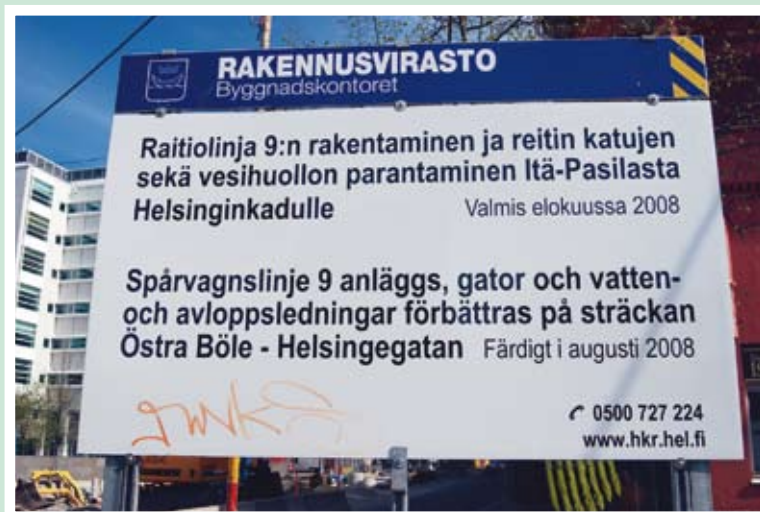 RAKENNUSVIRASTO
Byggnadskontoret
Raitiolinja 9:n rakentaminen ja reitin katujen
sekä vesihuollon parantaminen Itä-Pasilasta
Helsinginkadulle Valmis elokuussa 2008
Spårvagnslinje 9 anläggs, gator och vatten-
och avloppsledningar förbättras på sträckan
Östra Böle - Helsingegatan Färdigt i augusti 2008
0500 727 224
www.hkr.hel.fi